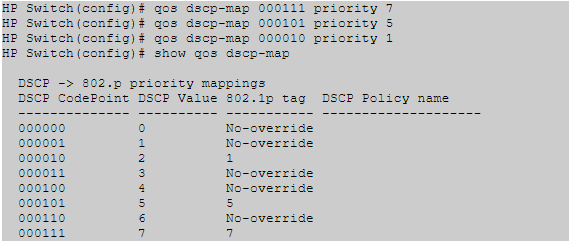 HP Switch(config)# qos dscp-map 000111 priority 7
HP Switch(config)# qos dscp-map 000101 priority 5
HP Switch(config)# qos dscp-map 000010 priority 1
HP Switch(config)# show qos dscp-map
DSCP -> 802.p priority mappings
DSCP CodePoint DSCP Value 802.1p tag  DSCP Policy name
-------------- ---------- ----------- --------------------
000000         0          No-override
000001         1          No-override
000010         2          1
000011         3          No-override
000100         4          No-override
000101         5          5
000110         6          No-override
000111         7          7